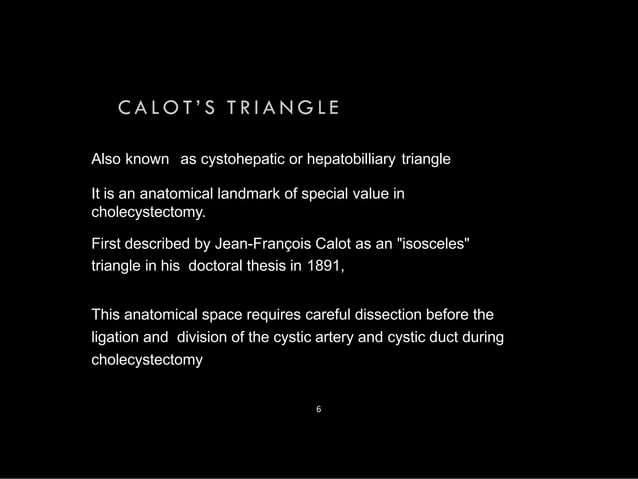 CALOT'S TRIANGLE
Also known as cystohepatic or hepatobilliary triangle
It is an anatomical landmark of special value in
cholecystectomy.
First described by Jean-François Calot as an "isosceles"
triangle in his doctoral thesis in 1891,
This anatomical space requires careful dissection before the
ligation and division of the cystic artery and cystic duct during
cholecystectomy
6